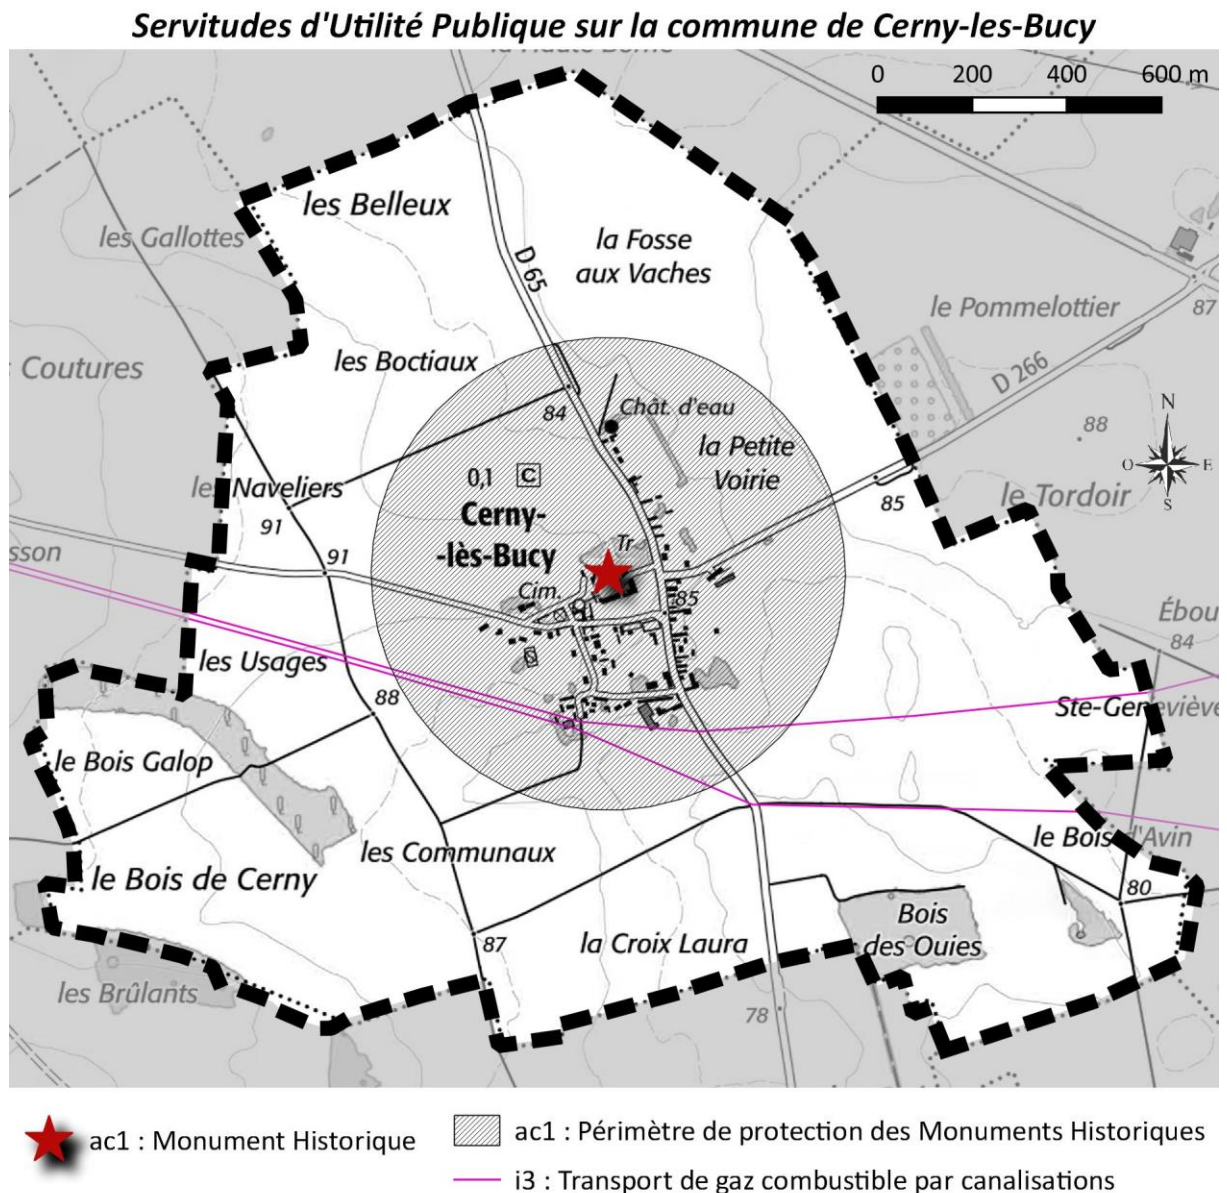 Servitudes d'Utilité Publique sur la commune de Cerny-les-Bucy
la Haute Borne
0 200 400 600 m
les Belleux
les Gallottes
la Fosse
aux Vaches
D 65
le Pommelottier
87
Coutures
les Boctiaux
D 266
84
Chât. d'eau
N
88
la Petite
Voirie
O E
S
0,1 C
les Naveliers
85
le Tordoir
91
Cerny-
-lès-Bucy
Tr
91
sson
Cim.
85
Ébou
84
les Usages
88
Ste-Geneviève
le Bois Galop
les Communaux
le Bois d'Avin
le Bois de Cerny
80
Bois
des Ouies
87
la Croix Laura
les Brûlants
78
ac1 : Monument Historique
ac1 : Périmètre de protection des Monuments Historiques
i3 : Transport de gaz combustible par canalisations